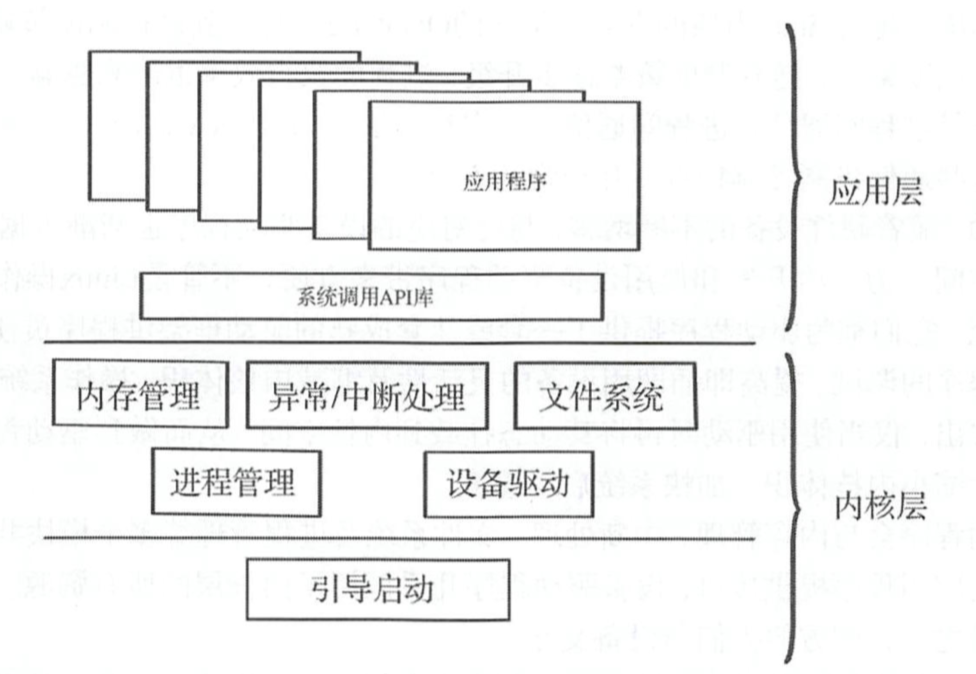 应用程序
应用层
系统调用API库
内存管理
异常/中断处理
文件系统
进程管理
设备驱动
内核层
引导启动